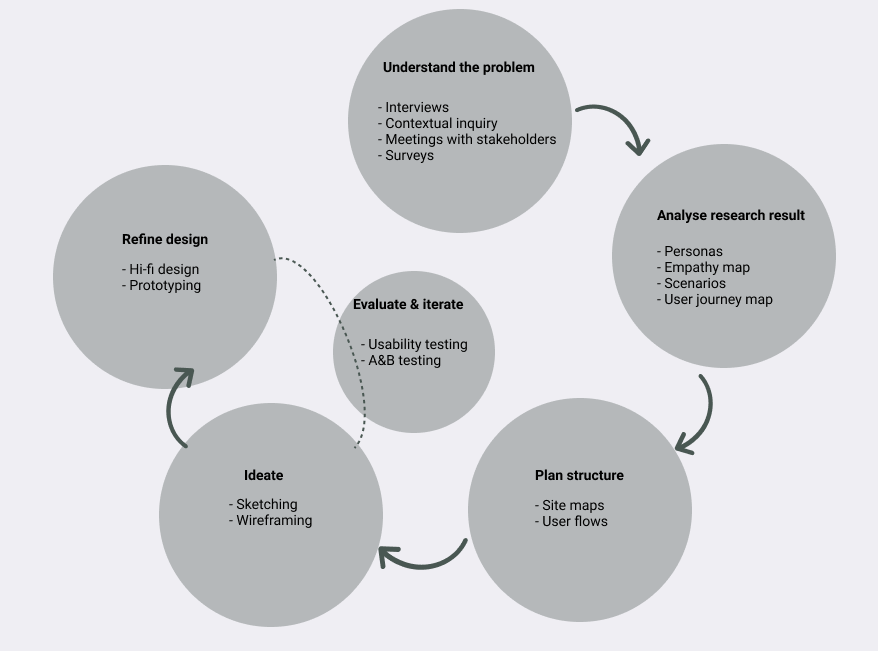 Understand the problem
- Interviews
- Contextual inquiry
- Meetings with stakeholders
- Surveys
Analyse research result
- Personas
- Empathy map
- Scenarios
- User journey map
Plan structure
- Site maps
- User flows
Ideate
- Sketching
- Wireframing
Refine design
- Hi-fi design
- Prototyping
Evaluate & iterate
- Usability testing
- A&B testing